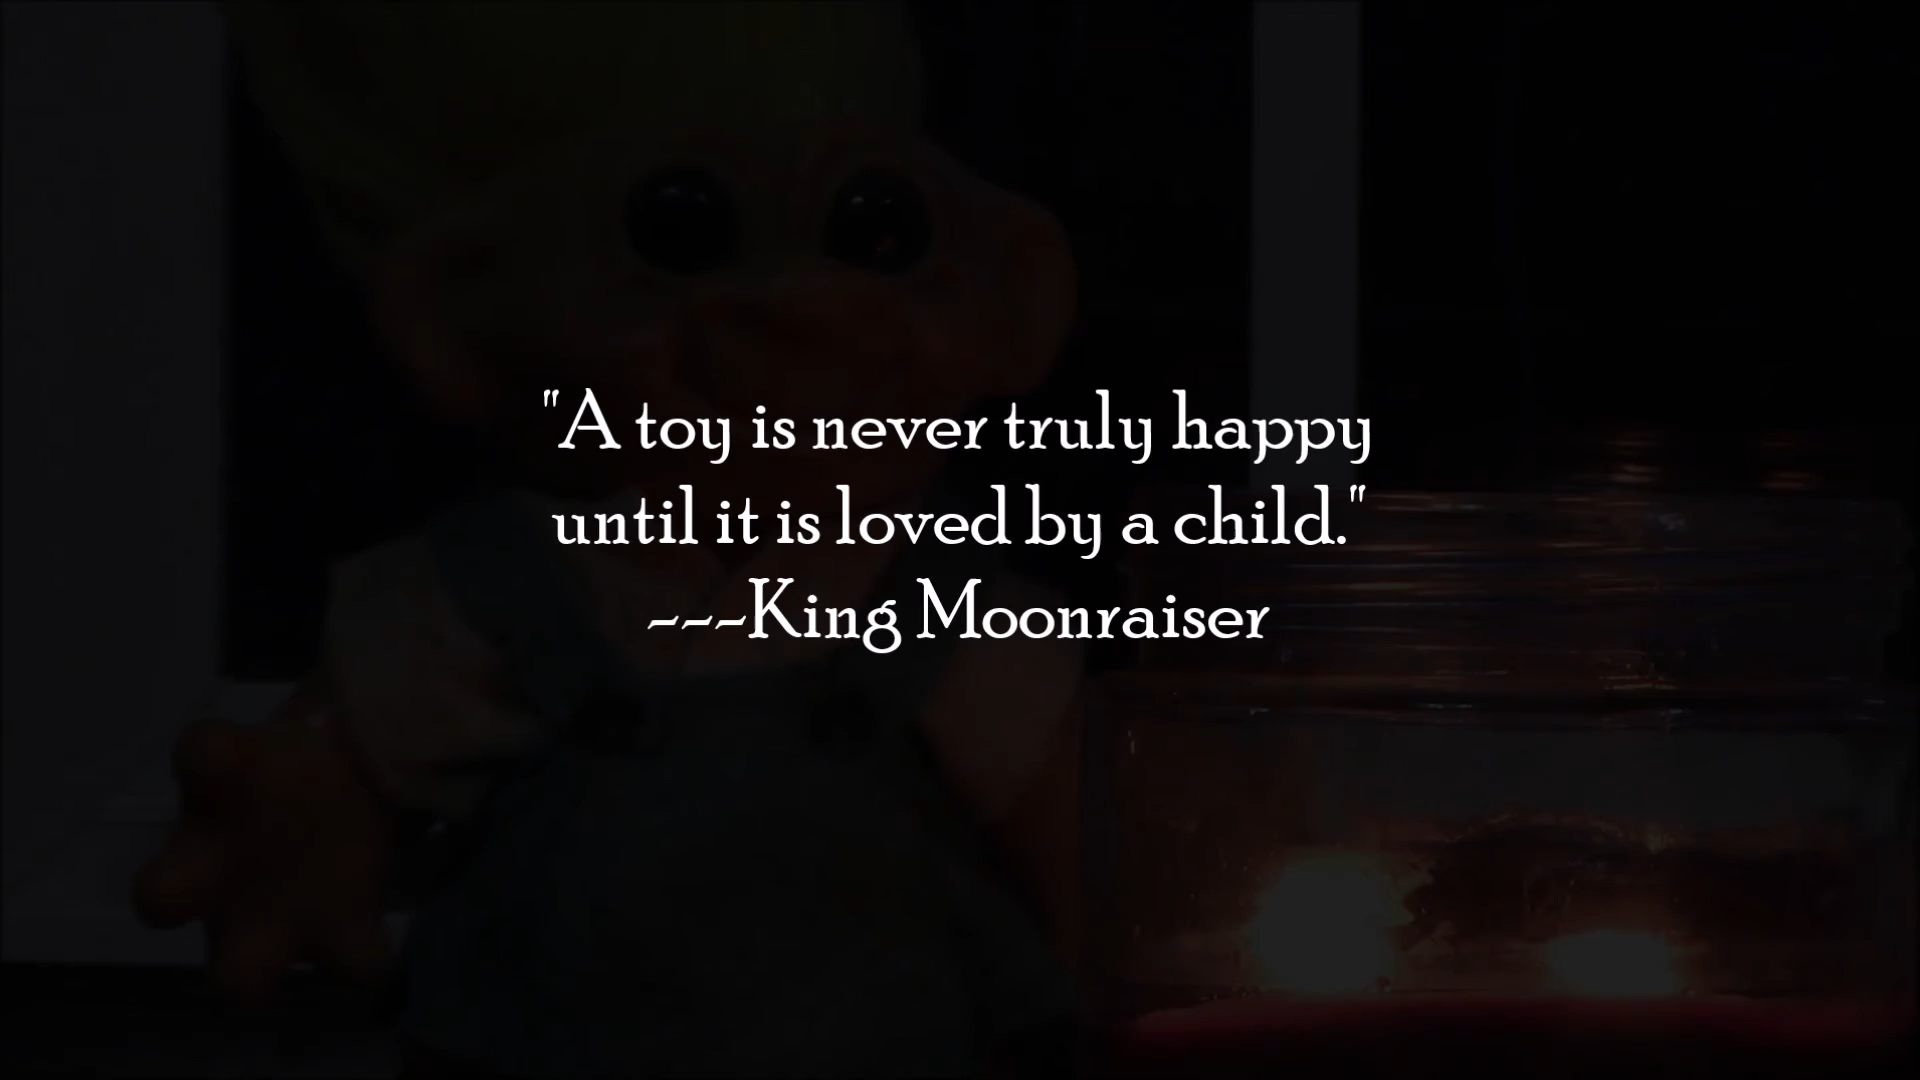 "A toy is never truly happy
until it is loved by a child."
---King Moonraiser